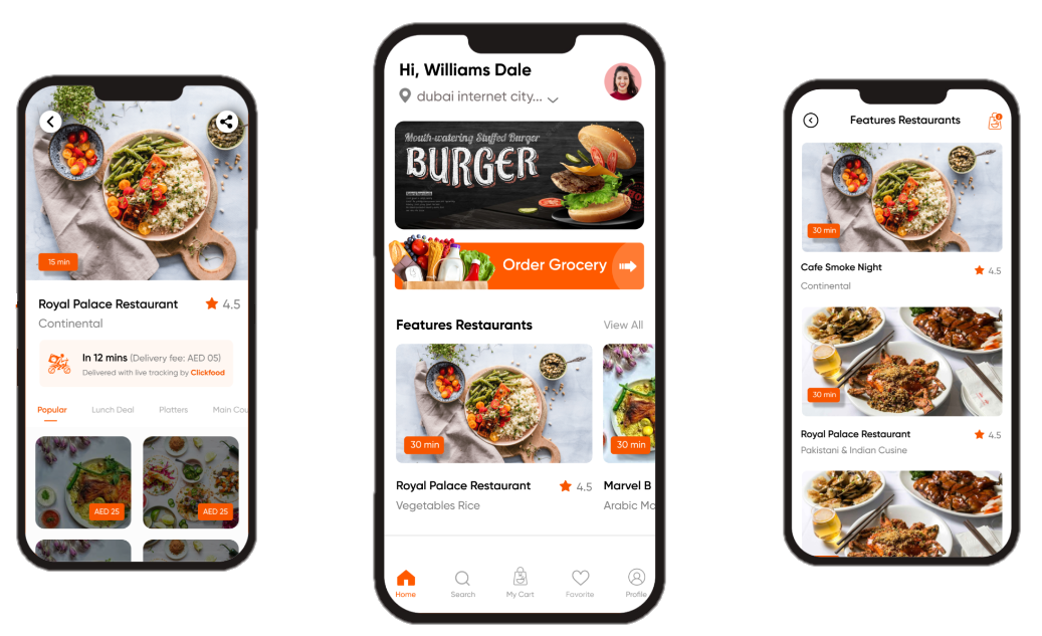 15 min
Royal Palace Restaurant
4.5
Continental
In 12 mins (Delivery fee: AED 05)
Delivered with live tracking by Clickfood
Popular Lunch Deal Platters Main Cou
AED 25
AED 25
Hi, Williams Dale
dubai internet city...
Mouth-watering Stuffed Burger
BURGER
Order Grocery
Features Restaurants View All
30 min
30 min
Royal Palace Restaurant 4.5 Marvel B
Vegetables Rice Arabic Mo
Home Search My Cart Favorite Profile
Features Restaurants
30 min
Cafe Smoke Night 4.5
Continental
30 min
Royal Palace Restaurant 4.5
Pakistani & Indian Cusine